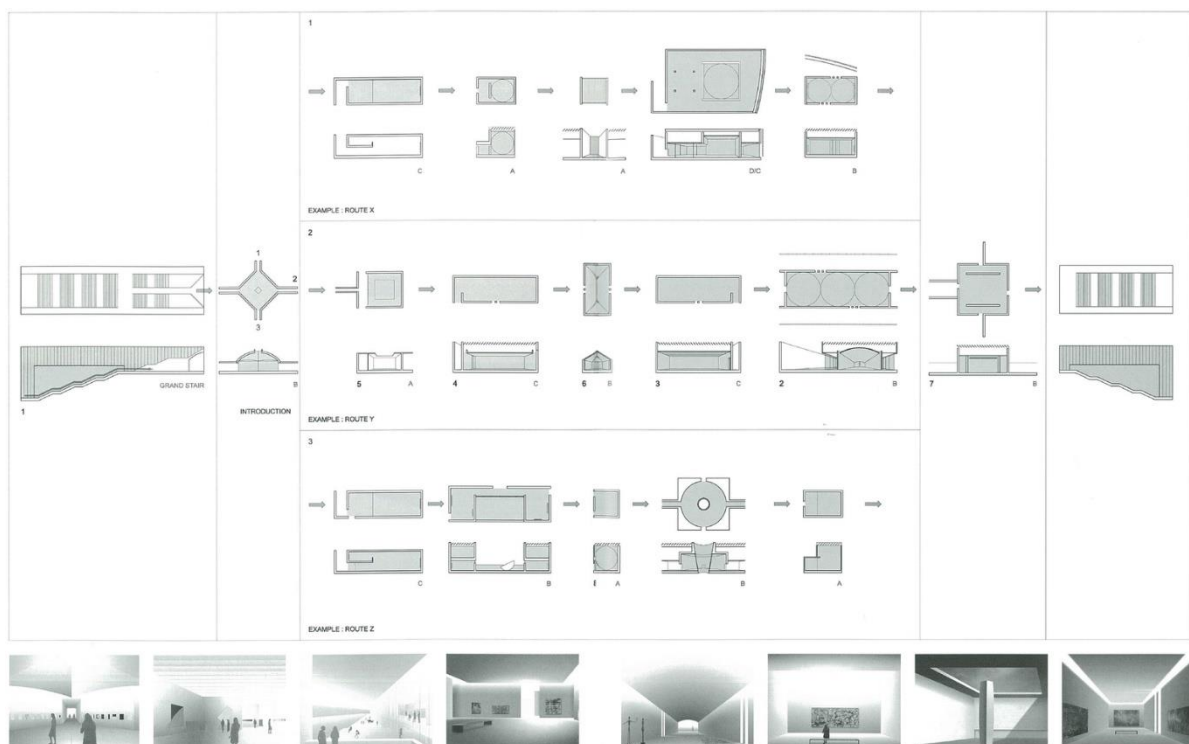 1
C
A
A
D/C
B
EXAMPLE : ROUTE X
2
1
2
3
GRAND STAIR
B
1
INTRODUCTION
5
A
4
C
6
B
3
C
2
B
7
B
EXAMPLE : ROUTE Y
3
C
B
A
B
A
EXAMPLE : ROUTE Z